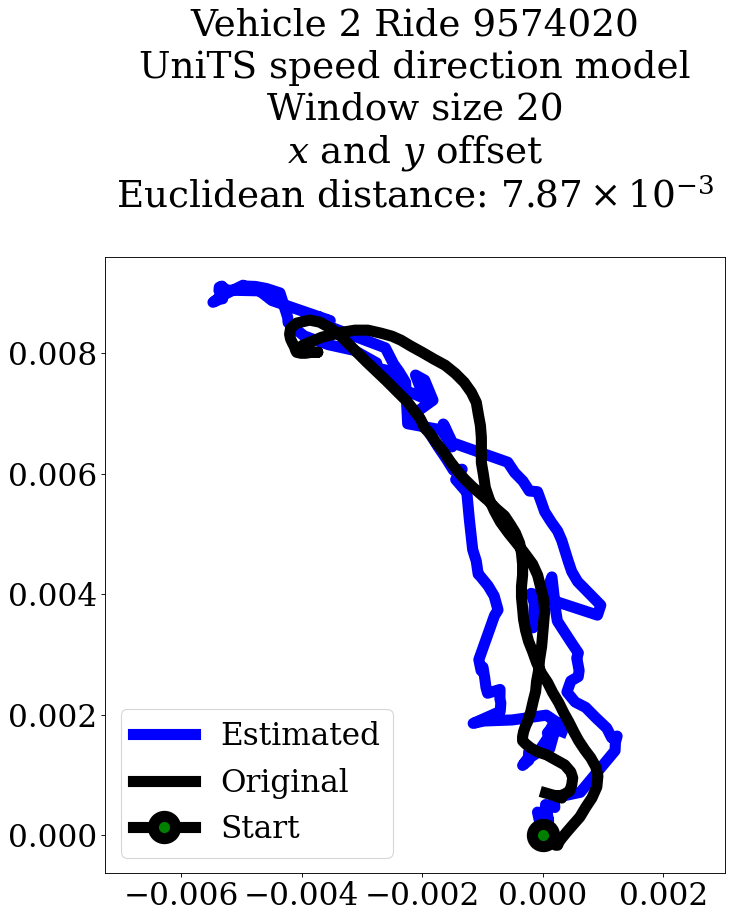 Vehicle 2 Ride 9574020
UniTS speed direction model
Window size 20
x and y offset
Euclidean distance: 7.87 × 10⁻³
0.008
0.006
0.004
0.002
0.000
Estimated
Original
Start
−0.006 −0.004 −0.002 0.000 0.002